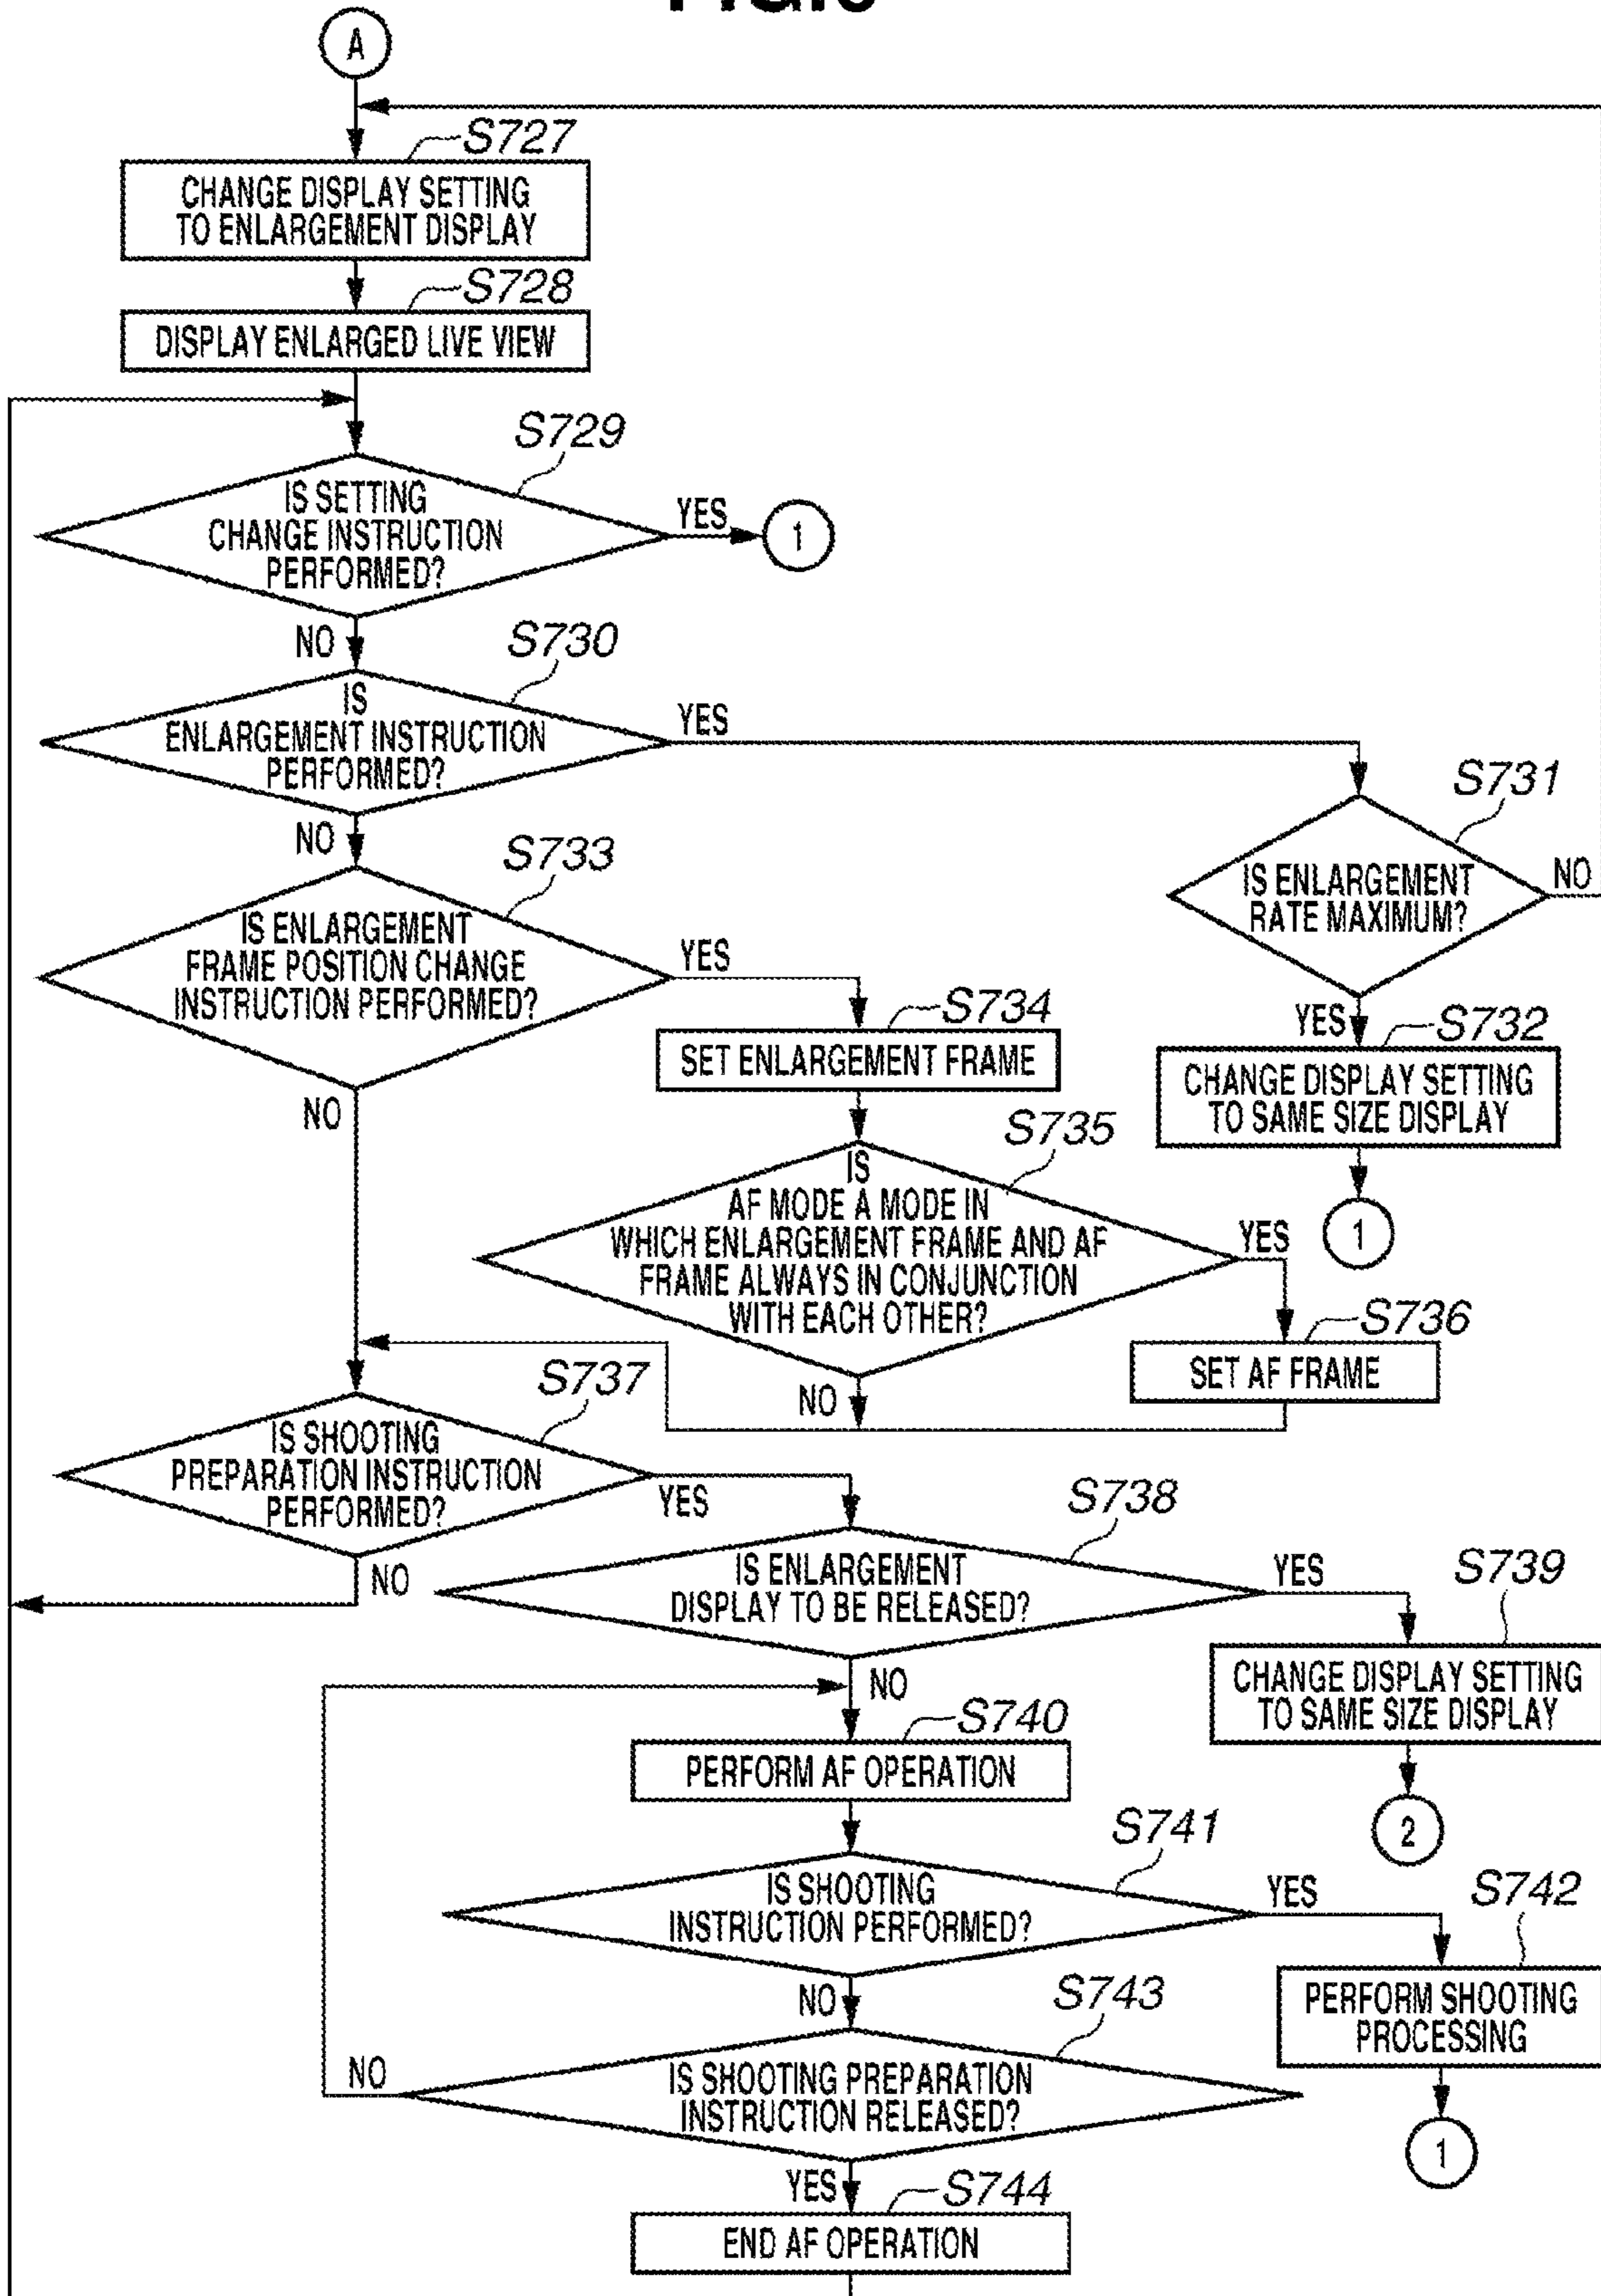 A
S727
CHANGE DISPLAY SETTING
TO ENLARGEMENT DISPLAY
S728
DISPLAY ENLARGED LIVE VIEW
S729
IS SETTING
CHANGE INSTRUCTION
PERFORMED?
YES
1
NO
S730
IS
ENLARGEMENT INSTRUCTION
PERFORMED?
YES
S731
IS ENLARGEMENT
RATE MAXIMUM?
NO
YES
S732
CHANGE DISPLAY SETTING
TO SAME SIZE DISPLAY
1
NO
S733
IS ENLARGEMENT
FRAME POSITION CHANGE
INSTRUCTION PERFORMED?
YES
S734
SET ENLARGEMENT FRAME
NO
S735
IS
AF MODE A MODE IN
WHICH ENLARGEMENT FRAME AND AF
FRAME ALWAYS IN CONJUNCTION
WITH EACH OTHER?
YES
S736
SET AF FRAME
NO
S737
IS SHOOTING
PREPARATION INSTRUCTION
PERFORMED?
YES
NO
S738
IS ENLARGEMENT
DISPLAY TO BE RELEASED?
YES
S739
CHANGE DISPLAY SETTING
TO SAME SIZE DISPLAY
2
NO
S740
PERFORM AF OPERATION
S741
IS SHOOTING
INSTRUCTION PERFORMED?
YES
S742
PERFORM SHOOTING
PROCESSING
1
NO
S743
IS SHOOTING PREPARATION
INSTRUCTION RELEASED?
NO
YES
S744
END AF OPERATION